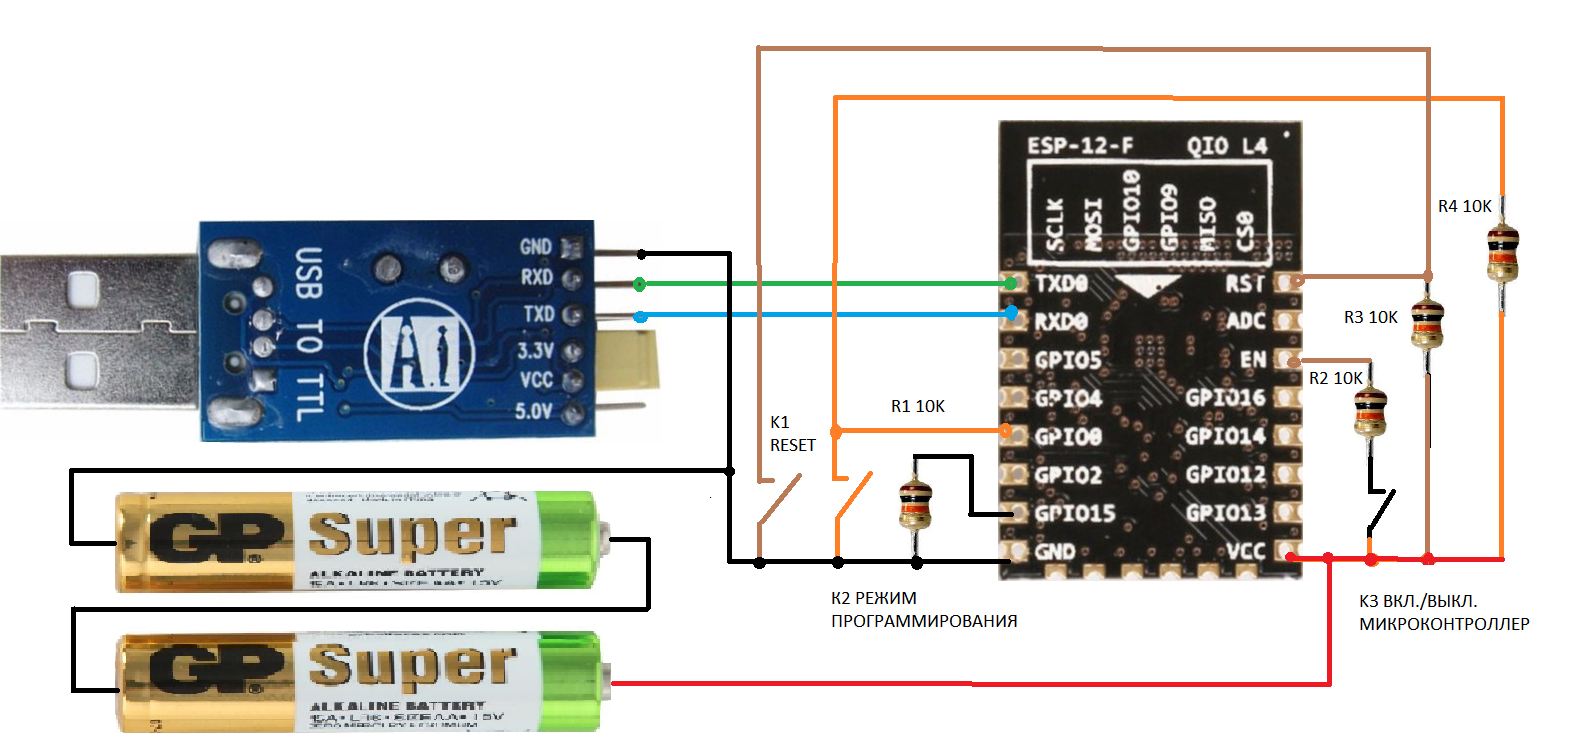 ESP-12-F QIO L4
SCLK
MOSI
GPIO10
GPIO9
MISO
CS0
R4 10K
USB TO TTL
GND
RXD
TXD
3.3V
VCC
5.0V
TXD0
RXD0
GPIO5
GPIO4
GPIO0
GPIO2
GPIO15
GND
RST
ADC
EN
GPIO16
GPIO14
GPIO12
GPIO13
VCC
R3 10K
R2 10K
R1 10K
K1
RESET
GP
Super
ALKALINE BATTERY
GP
Super
ALKALINE BATTERY
К2 РЕЖИМ
ПРОГРАММИРОВАНИЯ
К3 ВКЛ./ВЫКЛ.
МИКРОКОНТРОЛЛЕР